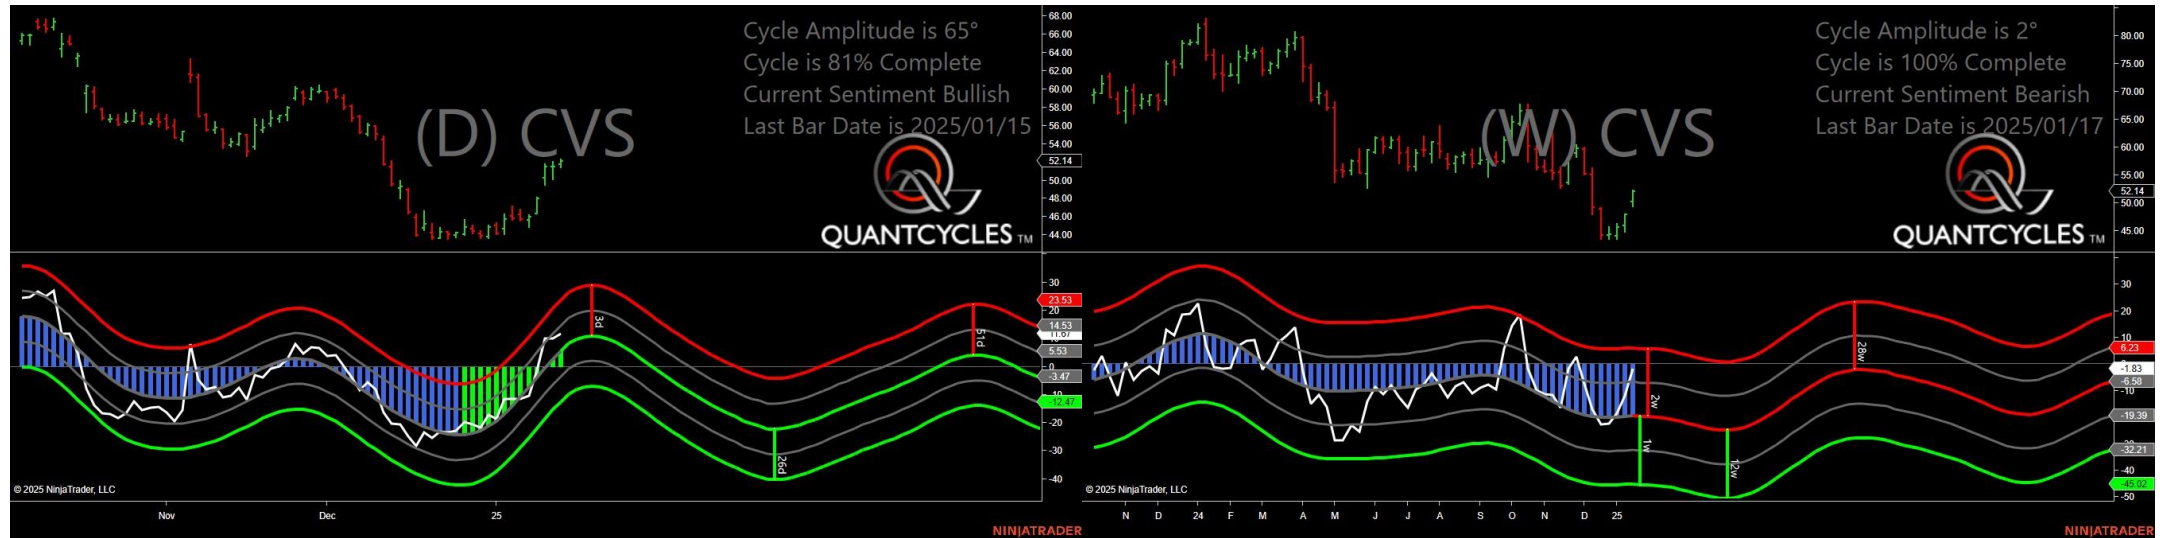 Cycle Amplitude is 65°
Cycle is 81% Complete
Current Sentiment Bullish
Last Bar Date is 2025/01/15
(D) CVS
QUANTCYCLES TM
68.00
66.00
64.00
62.00
60.00
58.00
56.00
54.00
52.14
50.00
48.00
46.00
44.00
30
23.53
14.53
11.67
10
5.53
0
-3.47
-10
-12.47
-20
-30
-40
3d
26d
51d
© 2025 NinjaTrader, LLC
Nov
Dec
25
NINJATRADER
Cycle Amplitude is 2°
Cycle is 100% Complete
Current Sentiment Bearish
Last Bar Date is 2025/01/17
(W) CVS
QUANTCYCLES TM
80.00
75.00
70.00
65.00
60.00
55.00
52.14
50.00
45.00
30
20
10
6.23
0
-1.83
-6.58
-10
-19.39
-32.21
-40
-45.02
-50
2w
1w
12w
28w
© 2025 NinjaTrader, LLC
N
D
24
F
M
A
M
J
J
A
S
O
N
D
25
NINJATRADER